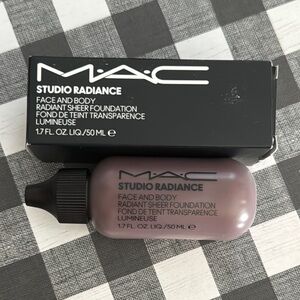 M·A·C
STUDIO RADIANCE
FACE AND BODY
RADIANT SHEER FOUNDATION
FOND DE TEINT TRANSPARENCE
LUMINEUSE
1.7 FL. OZ. LIQ./50 ML ℮
M·A·C
STUDIO RADIANCE
FACE AND BODY
RADIANT SHEER FOUNDATION
FOND DE TEINT TRANSPARENCE
LUMINEUSE
1.7 FL. OZ. LIQ./50 ML ℮